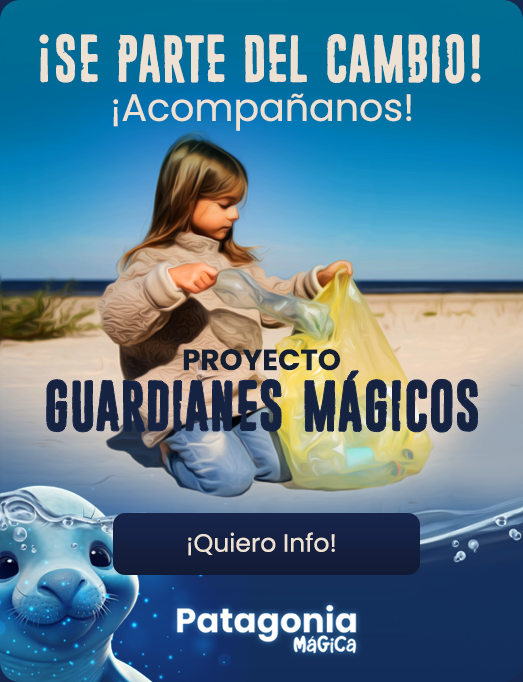 ¡SE PARTE DEL CAMBIO!
¡Acompañanos!
PROYECTO
GUARDIANES MÁGICOS
¡Quiero Info!
Patagonia
MáGiCa